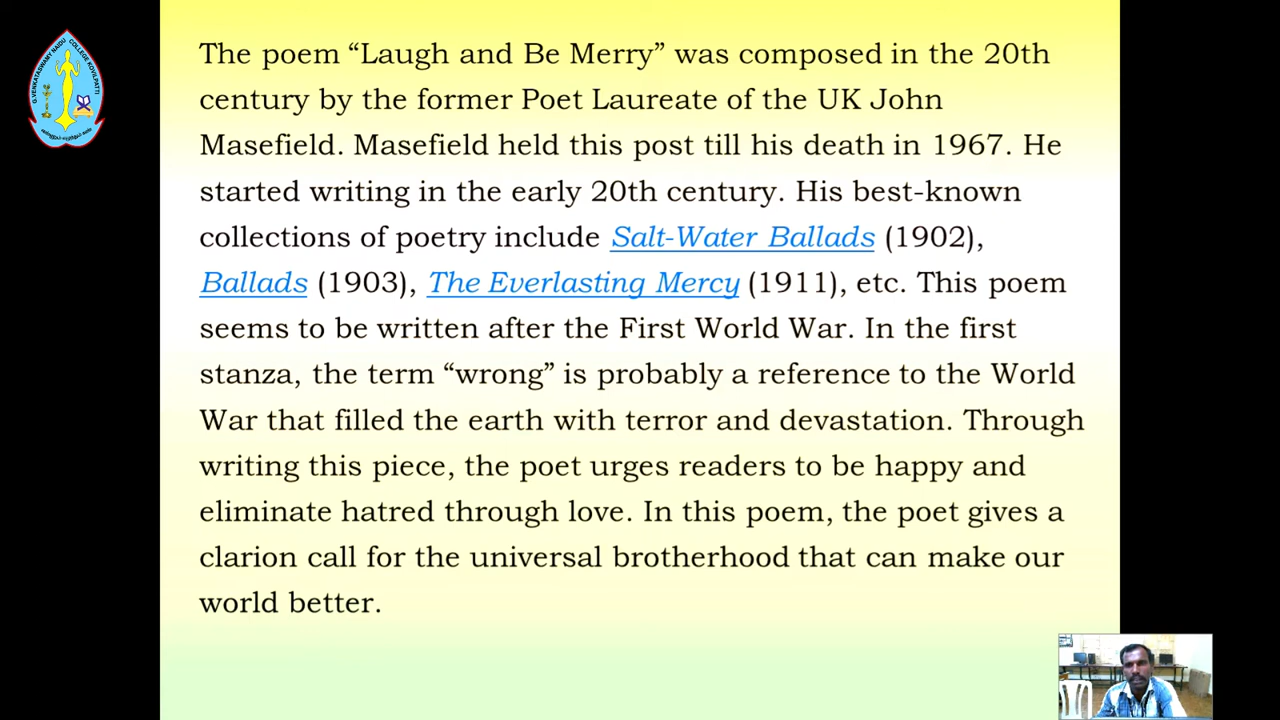 G.VENKATASWAMY NAIDU COLLEGE KOVILPATTI
The poem “Laugh and Be Merry” was composed in the 20th
century by the former Poet Laureate of the UK John
Masefield. Masefield held this post till his death in 1967. He
started writing in the early 20th century. His best-known
collections of poetry include Salt-Water Ballads (1902),
Ballads (1903), The Everlasting Mercy (1911), etc. This poem
seems to be written after the First World War. In the first
stanza, the term “wrong” is probably a reference to the World
War that filled the earth with terror and devastation. Through
writing this piece, the poet urges readers to be happy and
eliminate hatred through love. In this poem, the poet gives a
clarion call for the universal brotherhood that can make our
world better.